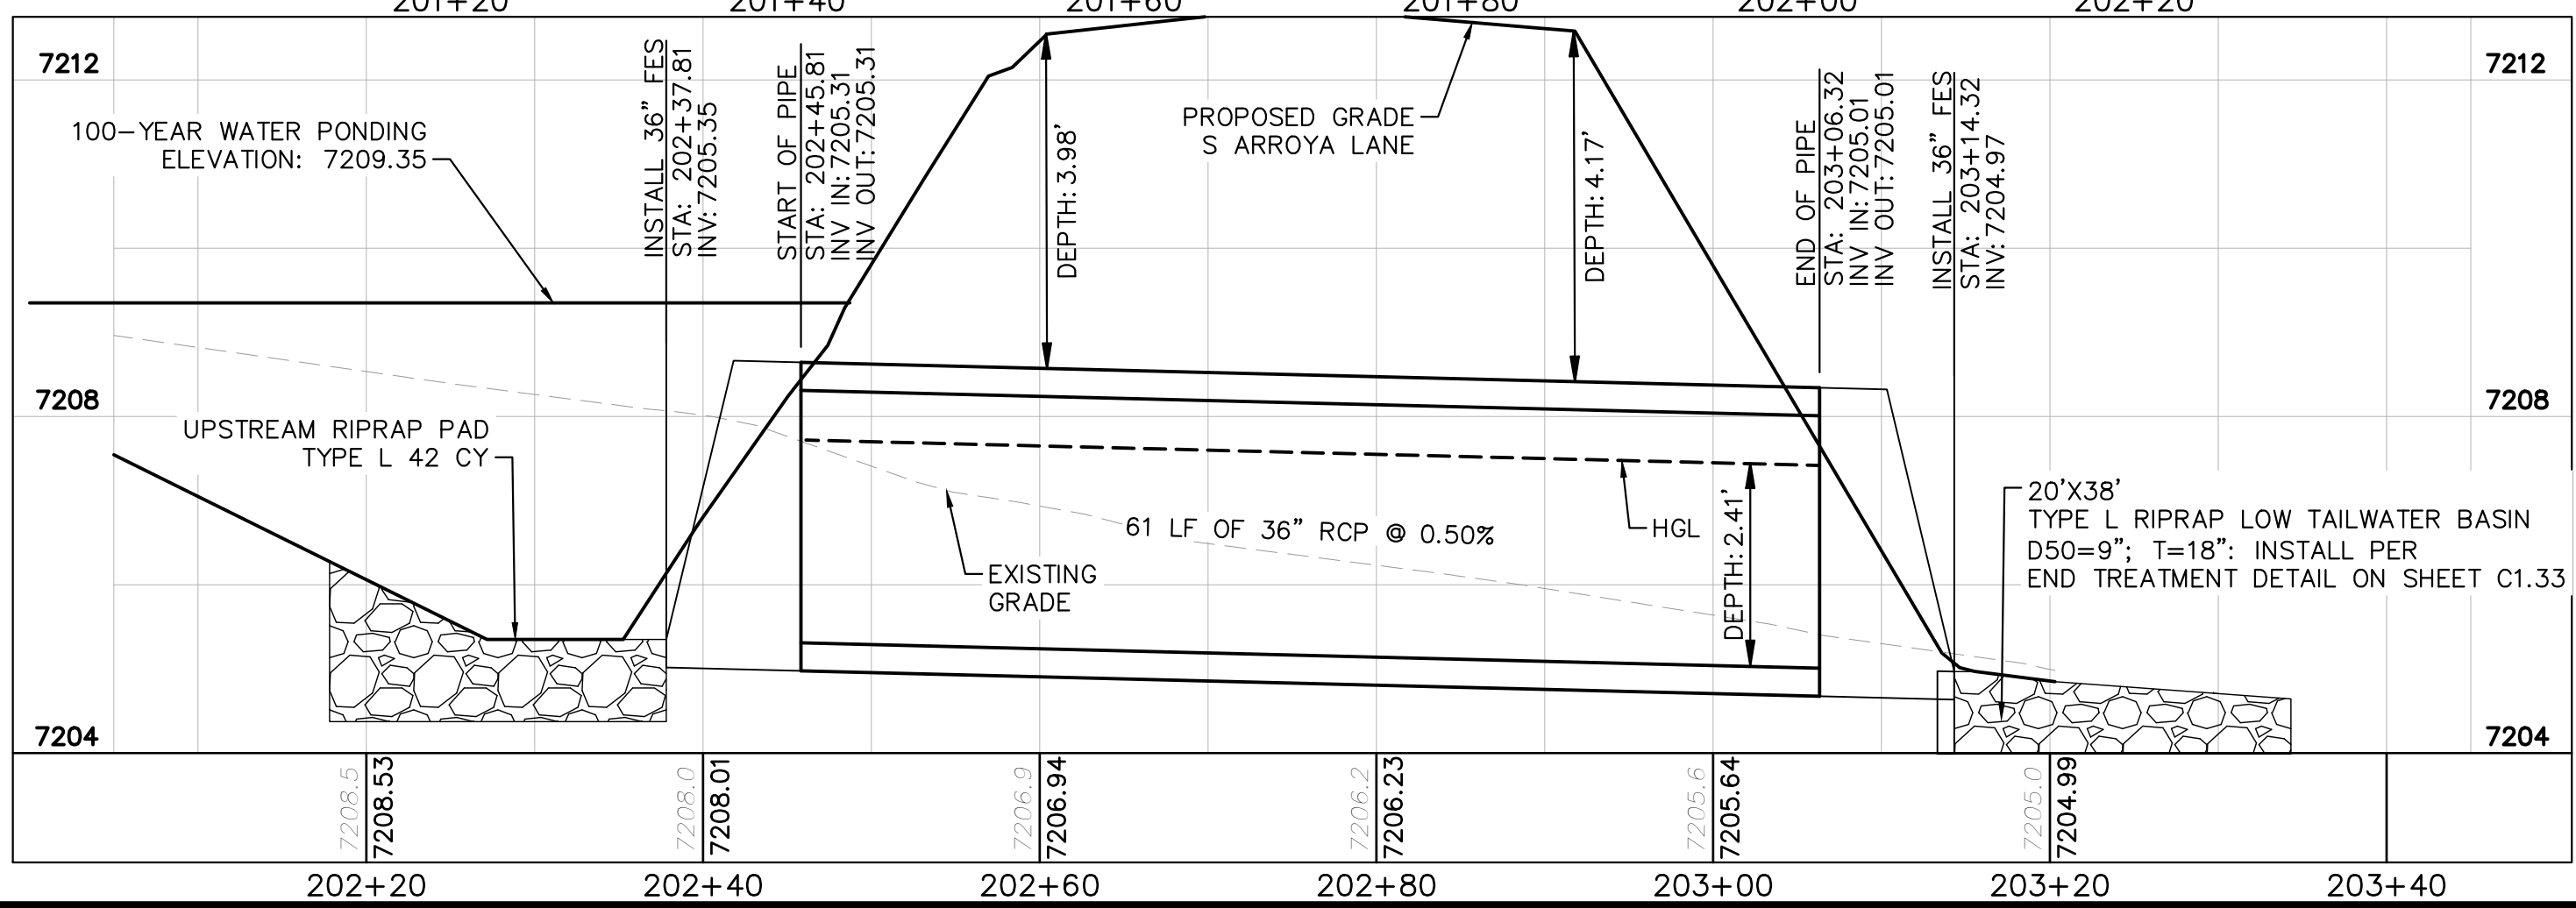 201+20 201+40 201+60 201+80 202+00 202+20
7212
7212
100-YEAR WATER PONDING
ELEVATION: 7209.35
INSTALL 36" FES
STA: 202+37.81
INV: 7205.35
START OF PIPE
STA: 202+45.81
INV IN: 7205.31
INV OUT: 7205.31
DEPTH: 3.98'
PROPOSED GRADE
S ARROYA LANE
DEPTH: 4.17'
END OF PIPE
STA: 203+06.32
INV IN: 7205.01
INV OUT: 7205.01
INSTALL 36" FES
STA: 203+14.32
INV: 7204.97
7208
7208
UPSTREAM RIPRAP PAD
TYPE L 42 CY
61 LF OF 36" RCP @ 0.50%
EXISTING
GRADE
HGL
DEPTH: 2.41'
20'X38'
TYPE L RIPRAP LOW TAILWATER BASIN
D50=9"; T=18": INSTALL PER
END TREATMENT DETAIL ON SHEET C1.33
7204
7204
7208.5
7208.53
7208.0
7208.01
7206.9
7206.94
7206.2
7206.23
7205.6
7205.64
7205.0
7204.99
202+20 202+40 202+60 202+80 203+00 203+20 203+40